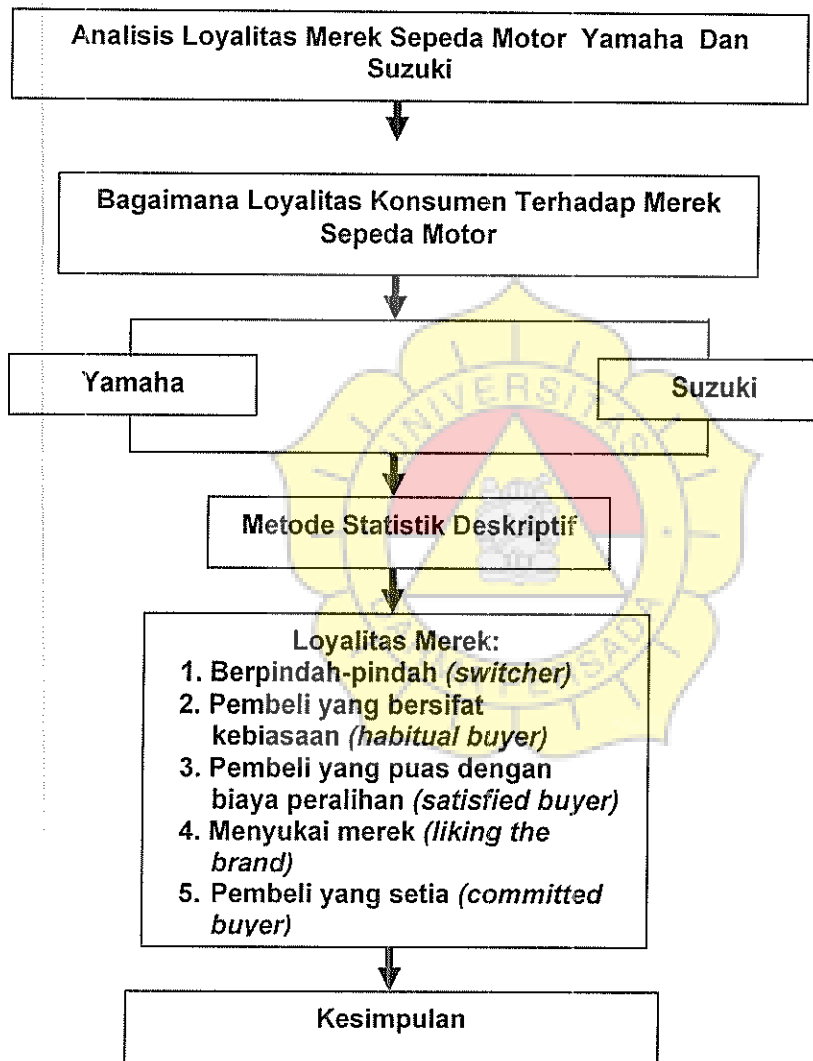 Analisis Loyalitas Merek Sepeda Motor Yamaha Dan
Suzuki
Bagaimana Loyalitas Konsumen Terhadap Merek
Sepeda Motor
Yamaha
Suzuki
UNIVERSITAS
Metode Statistik Deskriptif
Loyalitas Merek:
1. Berpindah-pindah (switcher)
2. Pembeli yang bersifat
kebiasaan (habitual buyer)
3. Pembeli yang puas dengan
biaya peralihan (satisfied buyer)
4. Menyukai merek (liking the
brand)
5. Pembeli yang setia (committed
buyer)
PERSADA
Kesimpulan